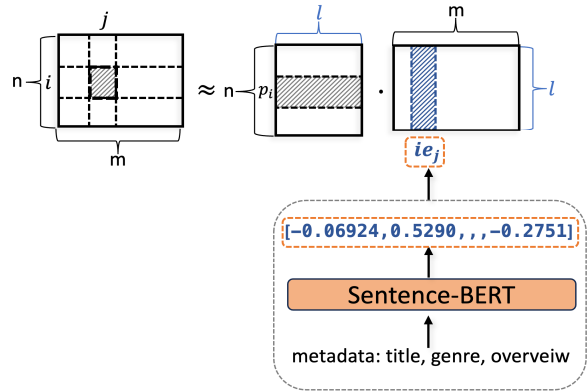 j
l
m
n
i
≈
n
p_i
·
l
m
ie_j
[-0.06924,0.5290,,,-0.2751]
Sentence-BERT
metadata: title, genre, overveiw